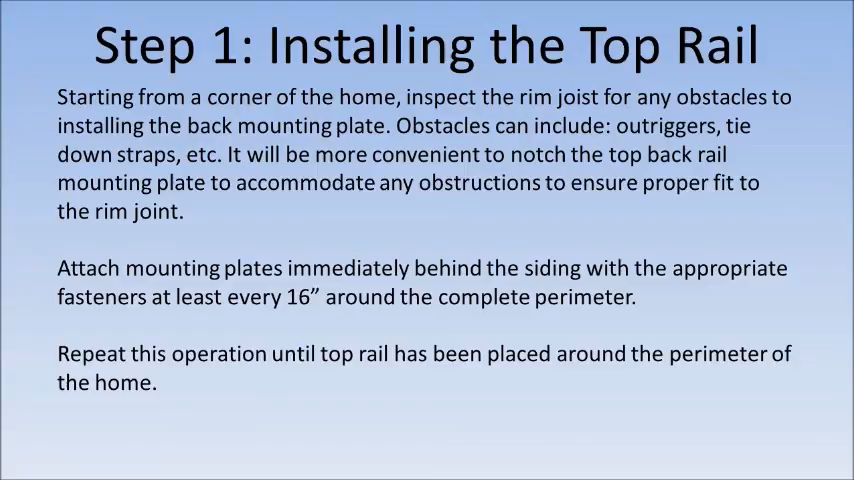 Step 1: Installing the Top Rail
Starting from a corner of the home, inspect the rim joist for any obstacles to
installing the back mounting plate. Obstacles can include: outriggers, tie
down straps, etc. It will be more convenient to notch the top back rail
mounting plate to accommodate any obstructions to ensure proper fit to
the rim joint.
Attach mounting plates immediately behind the siding with the appropriate
fasteners at least every 16” around the complete perimeter.
Repeat this operation until top rail has been placed around the perimeter of
the home.